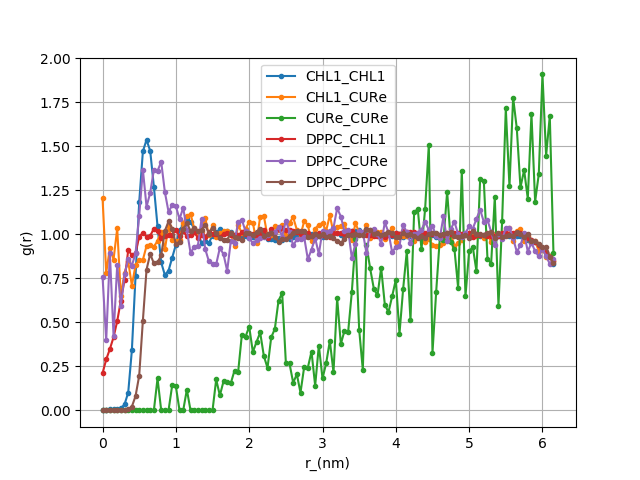 2.00
1.75
1.50
1.25
1.00
0.75
0.50
0.25
0.00
g(r)
CHL1_CHL1
CHL1_CURe
CURe_CURe
DPPC_CHL1
DPPC_CURe
DPPC_DPPC
0 1 2 3 4 5 6
r_(nm)